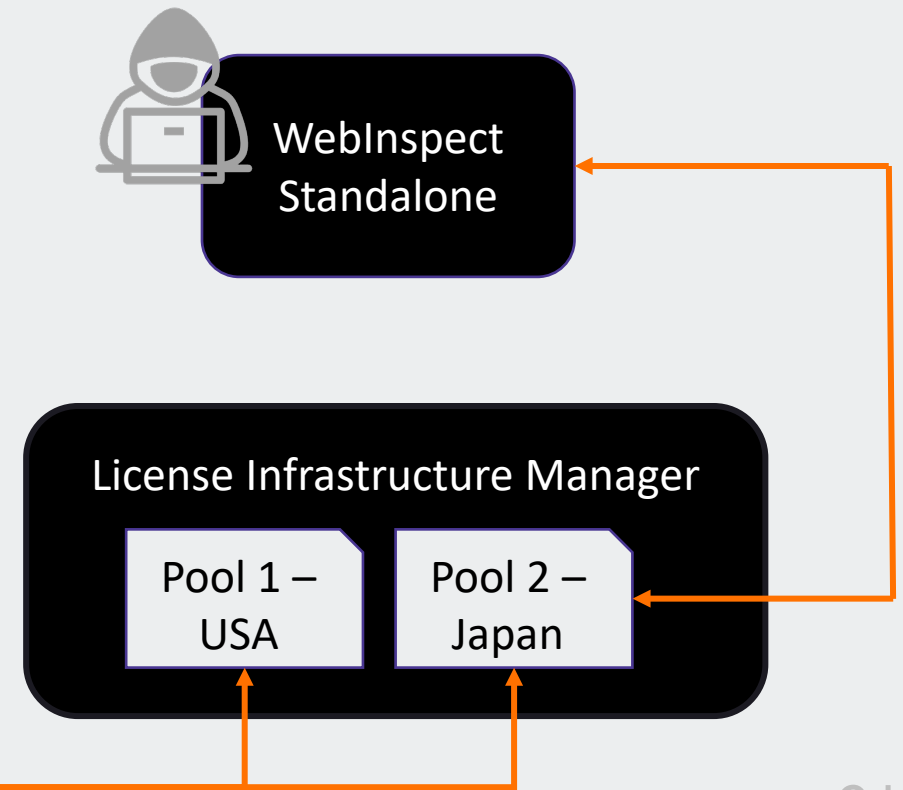 WebInspect
Standalone
License Infrastructure Manager
Pool 1 –
USA
Pool 2 –
Japan